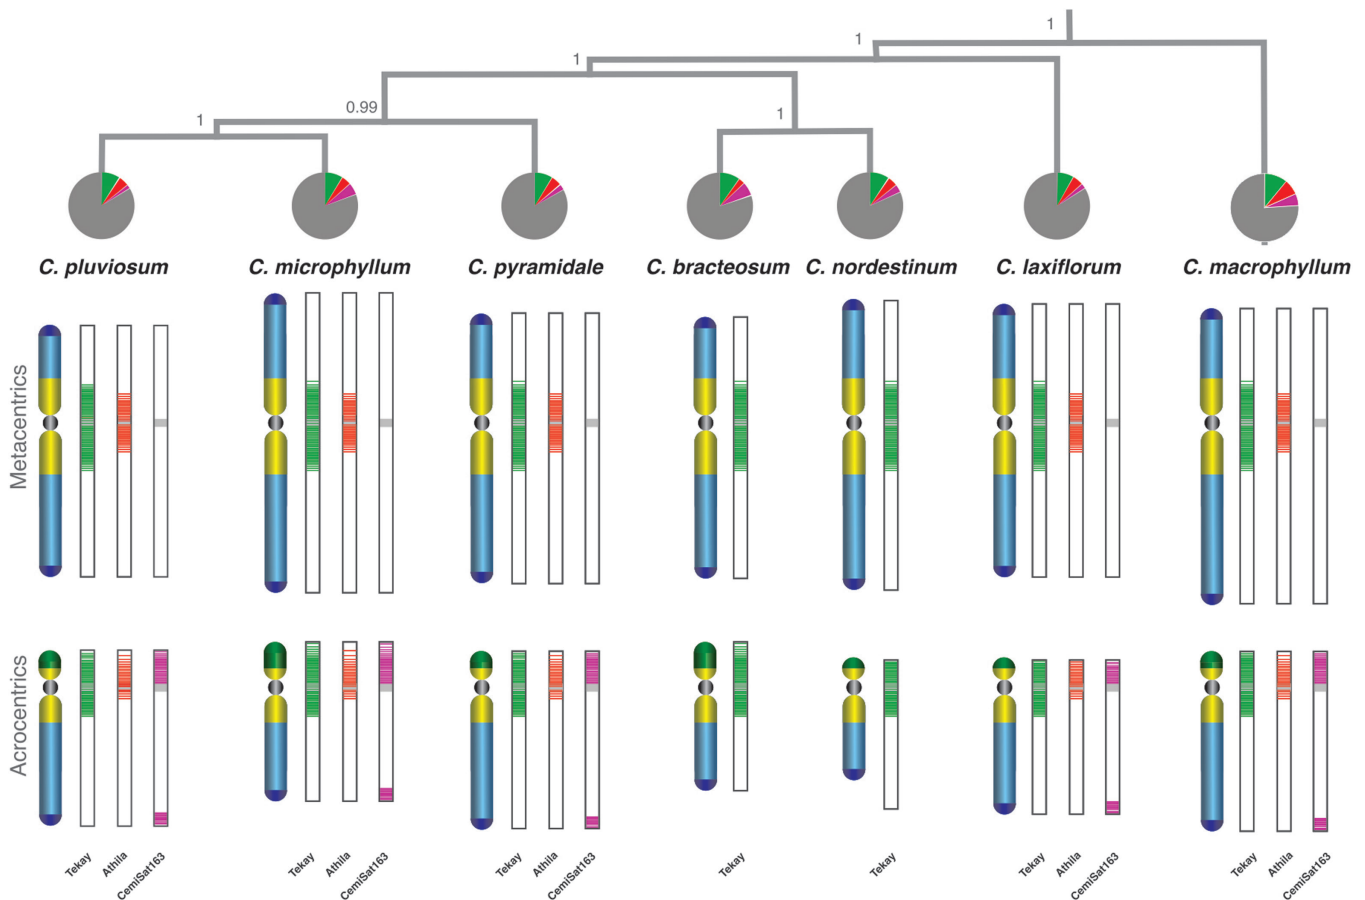 1
1
1
0.99
1
1
C. pluviosum
C. microphyllum
C. pyramidale
C. bracteosum
C. nordestinum
C. laxiflorum
C. macrophyllum
Metacentrics
Acrocentrics
Tekay
Athila
CemiSat163
Tekay
Athila
CemiSat163
Tekay
Athila
CemiSat163
Tekay
Tekay
Tekay
Athila
CemiSat163
Tekay
Athila
CemiSat163